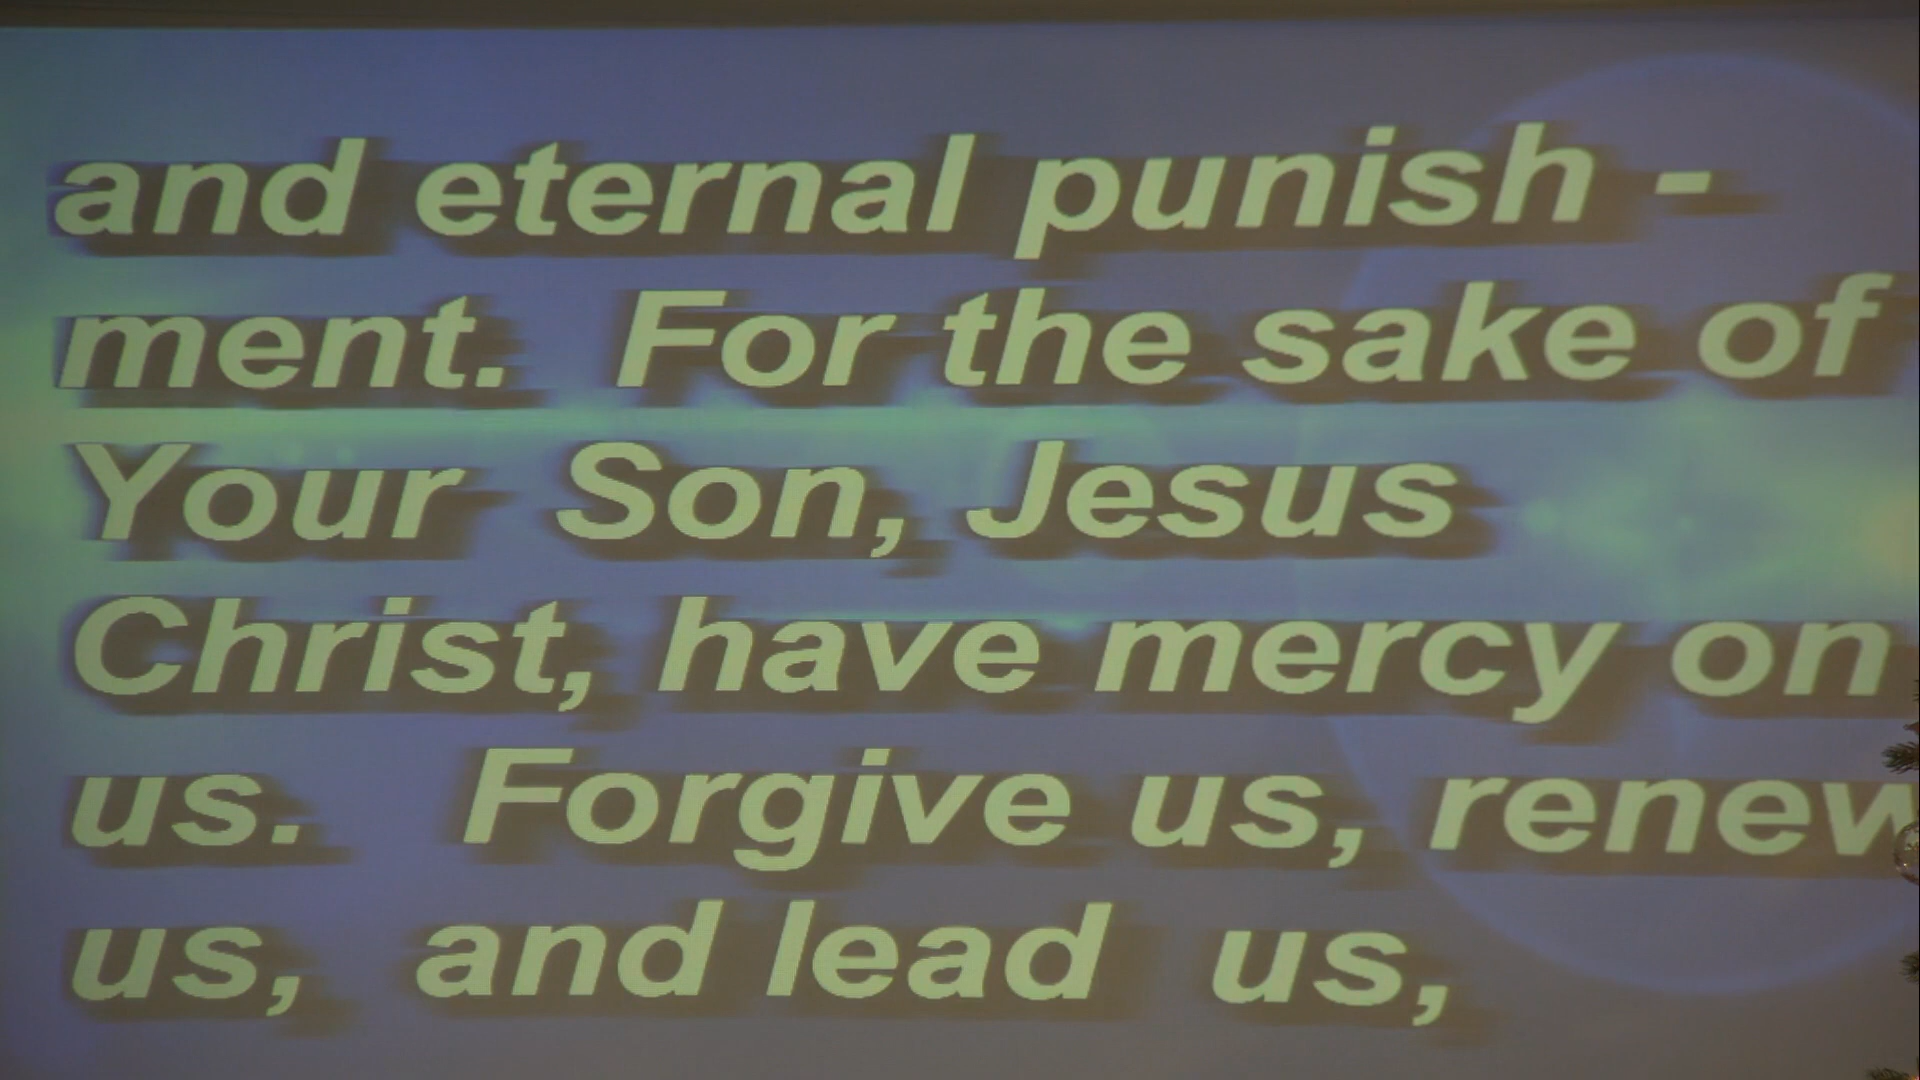 and eternal punish -
ment. For the sake of
Your Son, Jesus
Christ, have mercy on
us. Forgive us, renew
us, and lead us,